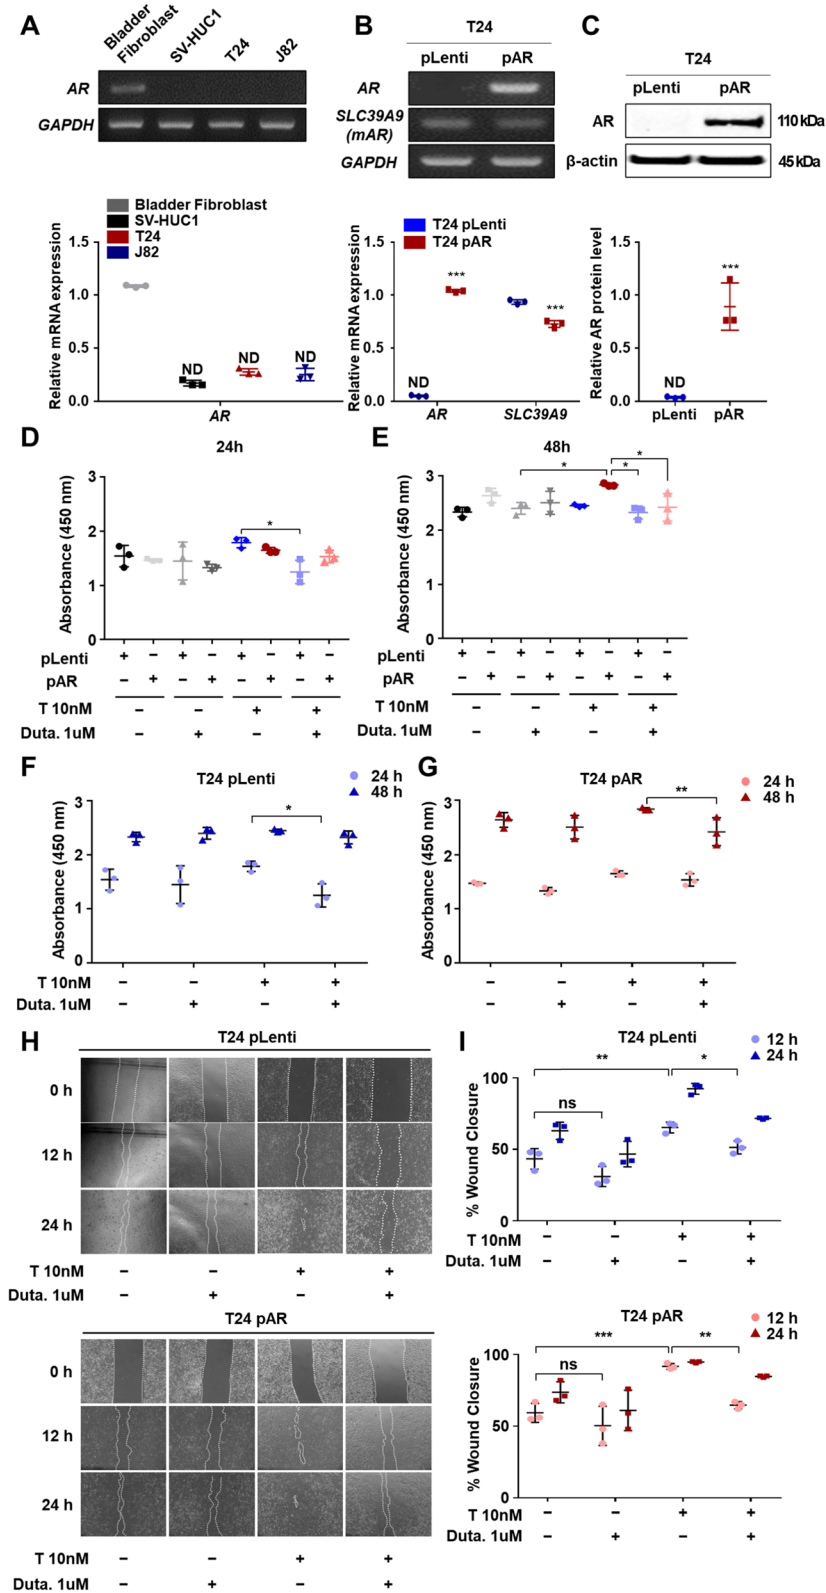 A
Bladder Fibroblast SV-HUC1 T24 J82
AR
GAPDH
B
T24
pLenti pAR
AR
SLC39A9 (mAR)
GAPDH
C
T24
pLenti pAR
AR 110 kDa
β-actin 45 kDa
Bladder Fibroblast
SV-HUC1
T24
J82
Relative mRNA expression
1.5
1.0
0.5
0.0
ND ND ND
AR
T24 pLenti
T24 pAR
Relative mRNA expression
1.5
1.0
0.5
0.0
***
***
ND
AR SLC39A9
Relative AR protein level
1.5
1.0
0.5
0.0
***
ND
pLenti pAR
D
24h
Absorbance (450 nm)
3
2
1
0
*
pLenti + − + − + − + −
pAR − + − + − + − +
T 10nM − − + +
Duta. 1uM − + − +
E
48h
Absorbance (450 nm)
3
2
1
0
* * *
pLenti + − + − + − + −
pAR − + − + − + − +
T 10nM − − + +
Duta. 1uM − + − +
F
T24 pLenti
24 h
48 h
Absorbance (450 nm)
3
2
1
0
*
T 10nM − − + +
Duta. 1uM − + − +
G
T24 pAR
24 h
48 h
Absorbance (450 nm)
3
2
1
0
**
− − + +
− + − +
H
T24 pLenti
0 h
12 h
24 h
T 10nM − − + +
Duta. 1uM − + − +
T24 pAR
0 h
12 h
24 h
T 10nM − − + +
Duta. 1uM − + − +
I
T24 pLenti
12 h
24 h
% Wound Closure
100
50
0
** *
ns
T 10nM − − + +
Duta. 1uM − + − +
T24 pAR
12 h
24 h
% Wound Closure
100
50
0
*** **
ns
T 10nM − − + +
Duta. 1uM − + − +